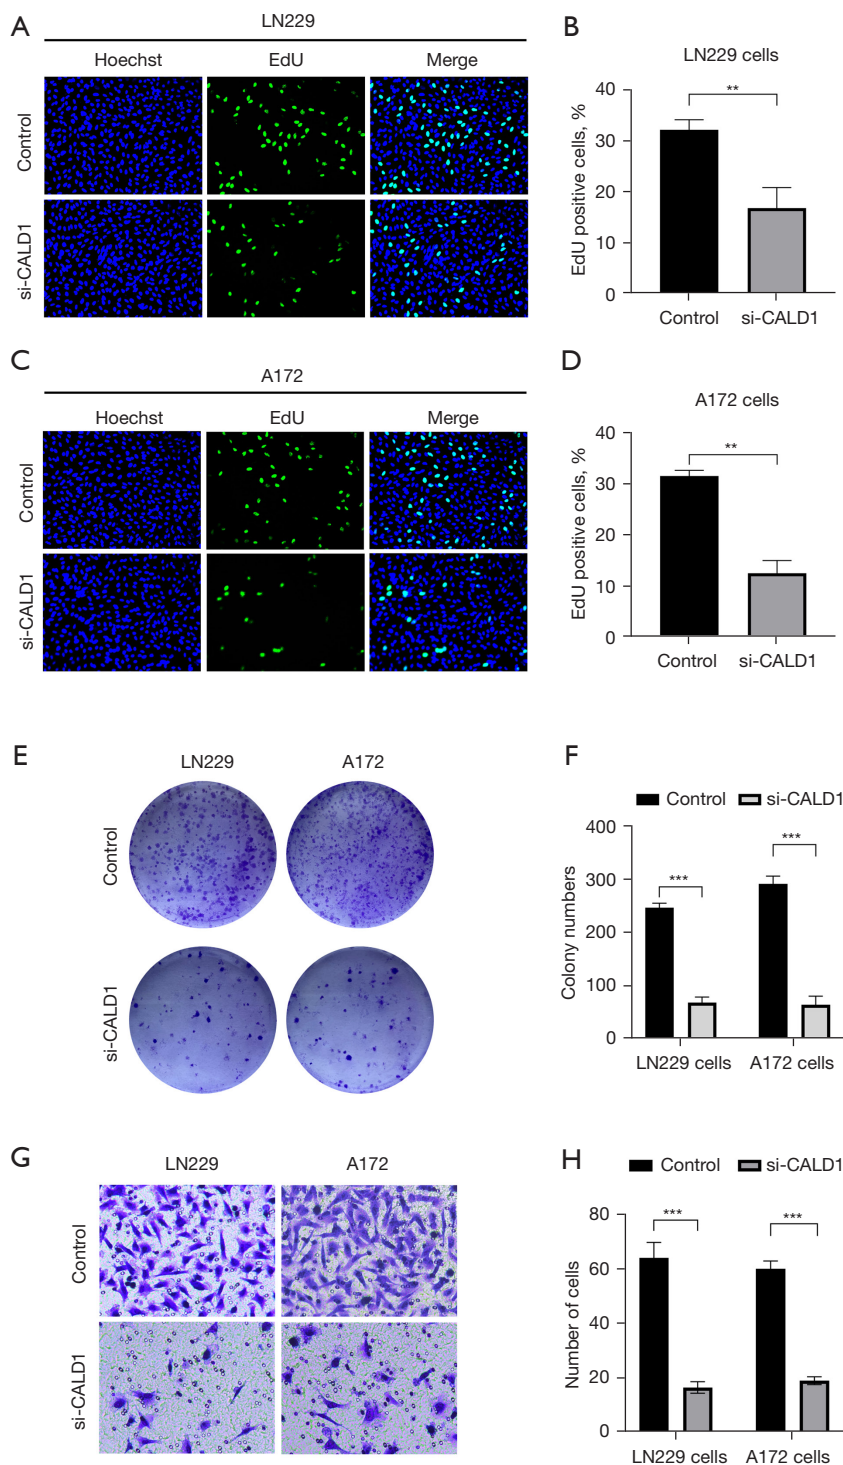 A
LN229
Hoechst EdU Merge
Control
si-CALD1
B
LN229 cells
EdU positive cells, %
40
30
20
10
0
**
Control si-CALD1
C
A172
Hoechst EdU Merge
Control
si-CALD1
D
A172 cells
EdU positive cells, %
40
30
20
10
0
**
Control si-CALD1
E
LN229 A172
Control
si-CALD1
F
Control si-CALD1
Colony numbers
400
300
200
100
0
*** ***
LN229 cells A172 cells
G
LN229 A172
Control
si-CALD1
H
Control si-CALD1
Number of cells
80
60
40
20
0
*** ***
LN229 cells A172 cells